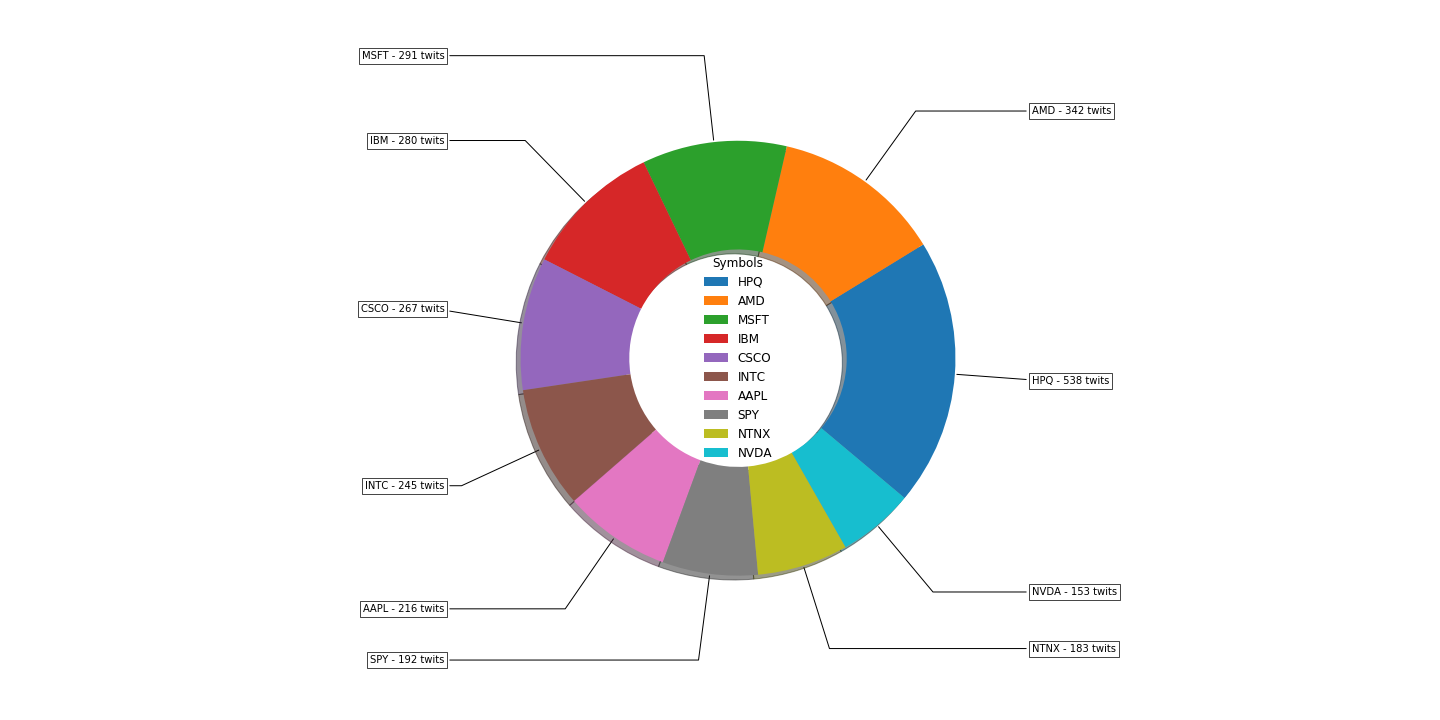 MSFT - 291 twits
AMD - 342 twits
IBM - 280 twits
CSCO - 267 twits
HPQ - 538 twits
INTC - 245 twits
NVDA - 153 twits
AAPL - 216 twits
NTNX - 183 twits
SPY - 192 twits
Symbols
HPQ
AMD
MSFT
IBM
CSCO
INTC
AAPL
SPY
NTNX
NVDA